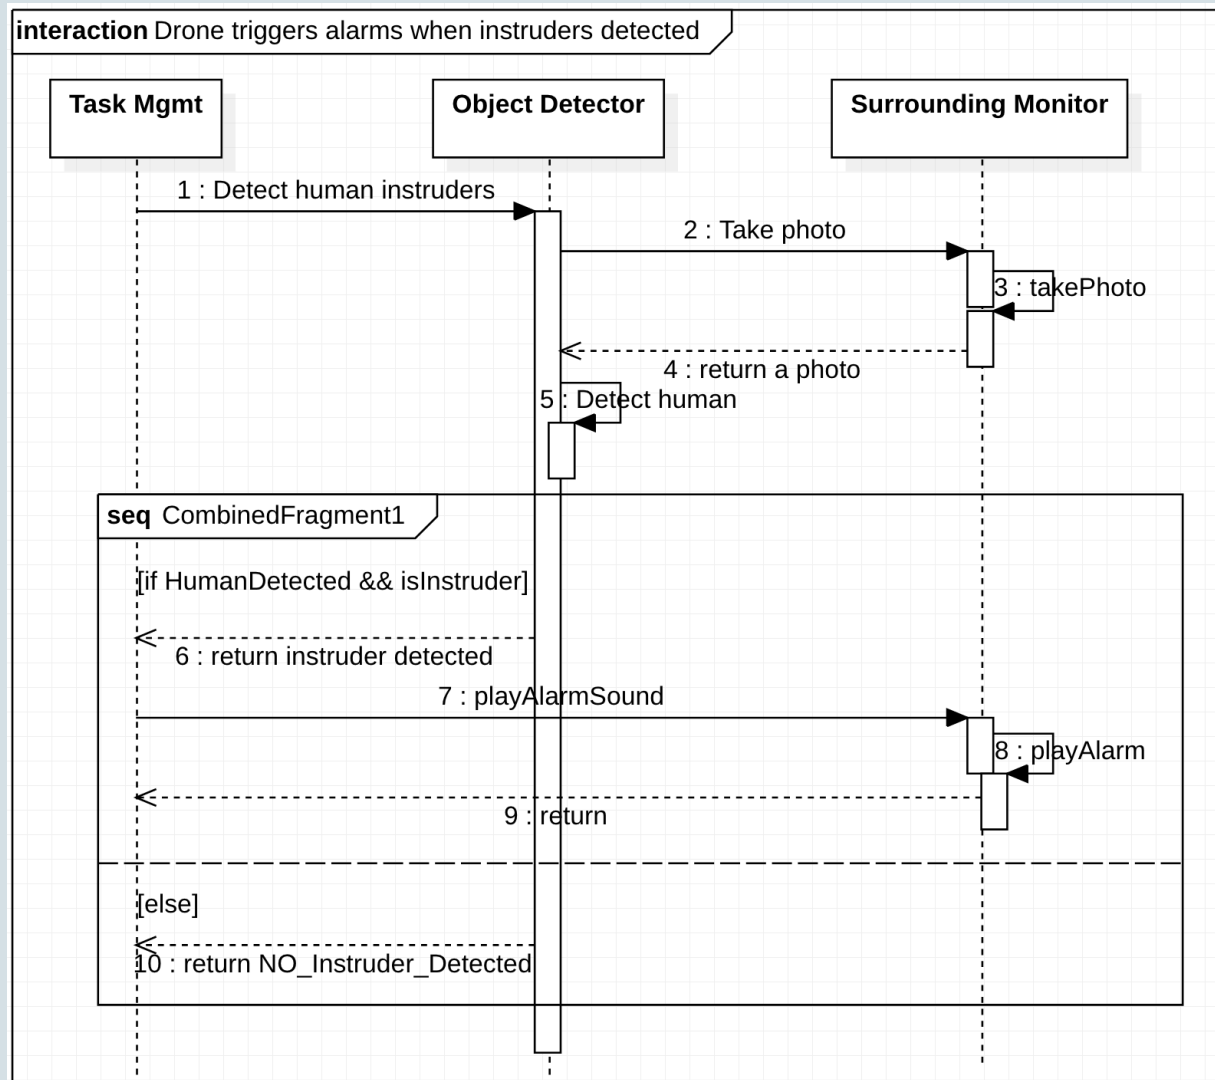 interaction Drone triggers alarms when instruders detected
Task Mgmt
Object Detector
Surrounding Monitor
1 : Detect human instruders
2 : Take photo
3 : takePhoto
4 : return a photo
5 : Detect human
seq CombinedFragment1
[if HumanDetected && isInstruder]
6 : return instruder detected
7 : playAlarmSound
8 : playAlarm
9 : return
[else]
10 : return NO_Instruder_Detected